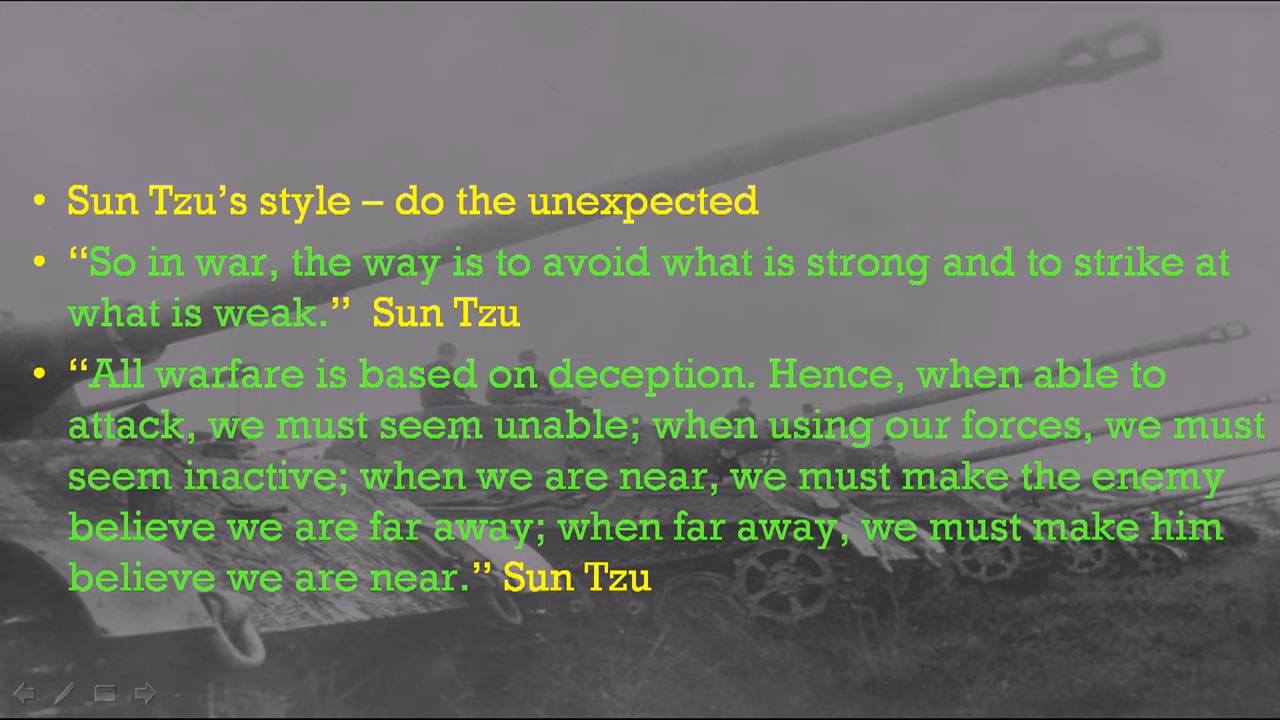 • Sun Tzu’s style – do the unexpected
• “So in war, the way is to avoid what is strong and to strike at
what is weak.”  Sun Tzu
• “All warfare is based on deception. Hence, when able to
attack, we must seem unable; when using our forces, we must
seem inactive; when we are near, we must make the enemy
believe we are far away; when far away, we must make him
believe we are near.” Sun Tzu